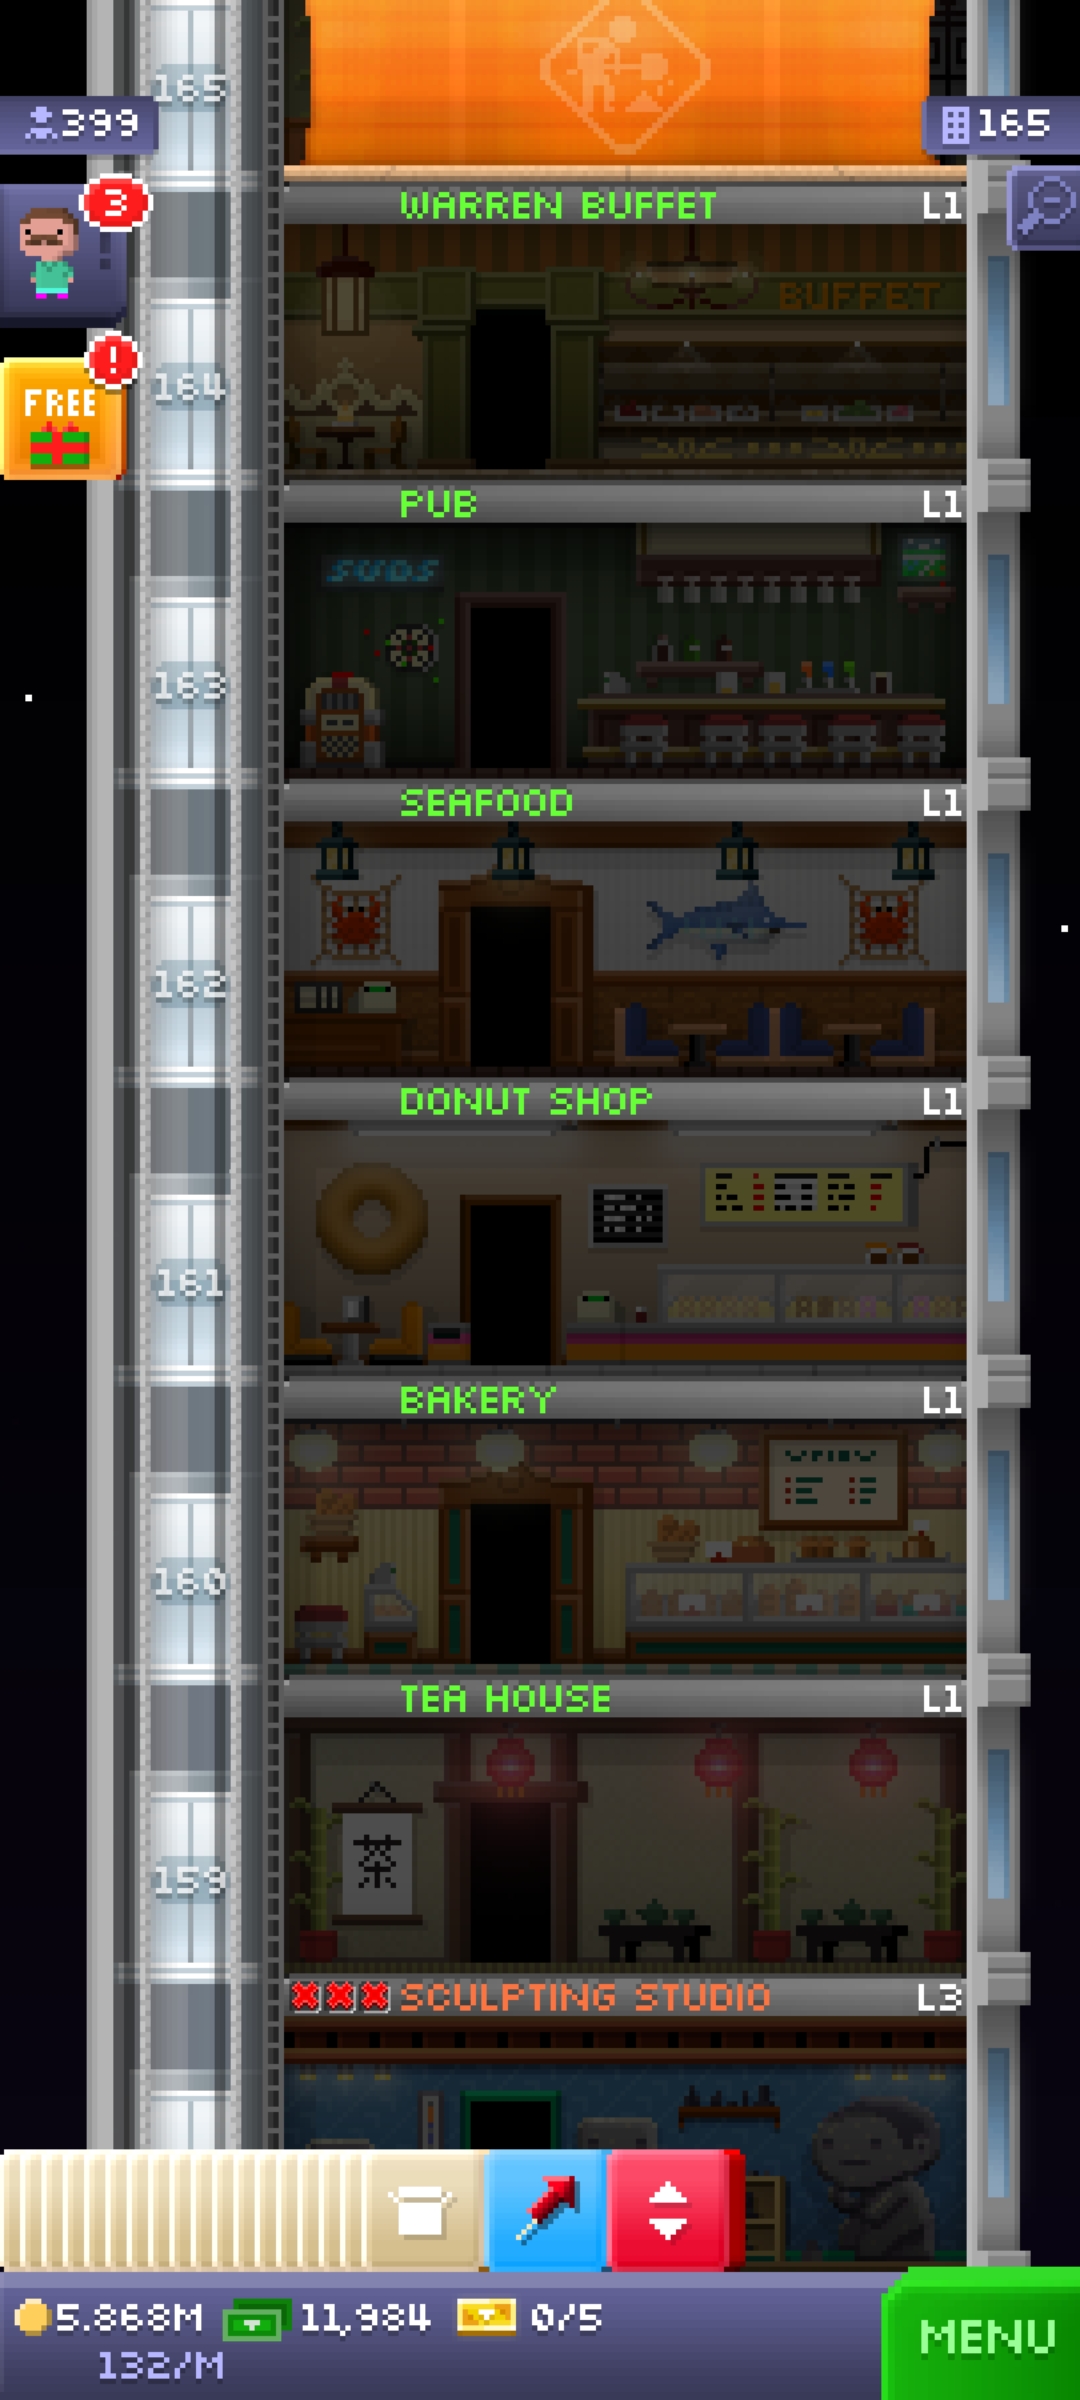 165
399
165
3
WARREN BUFFET L1
BUFFET
!
FREE
164
PUB L1
SUDS
163
SEAFOOD L1
162
DONUT SHOP L1
161
BAKERY L1
160
TEA HOUSE L1
茶
159
SCULPTING STUDIO L3
5.868M 11,984 0/5
132/M
MENU